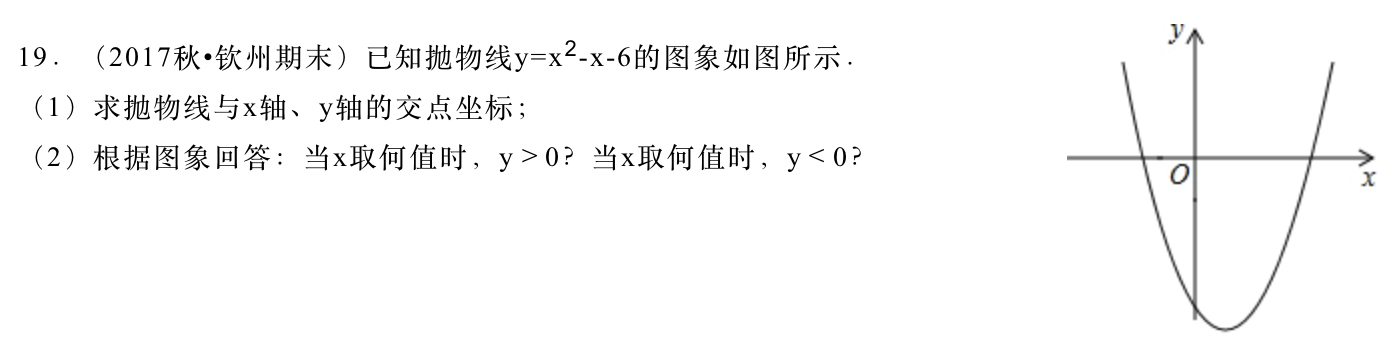 19．（2017秋•钦州期末）已知抛物线y=x²-x-6的图象如图所示．
（1）求抛物线与x轴、y轴的交点坐标；
（2）根据图象回答：当x取何值时，y＞0？当x取何值时，y＜0？
y
O
x